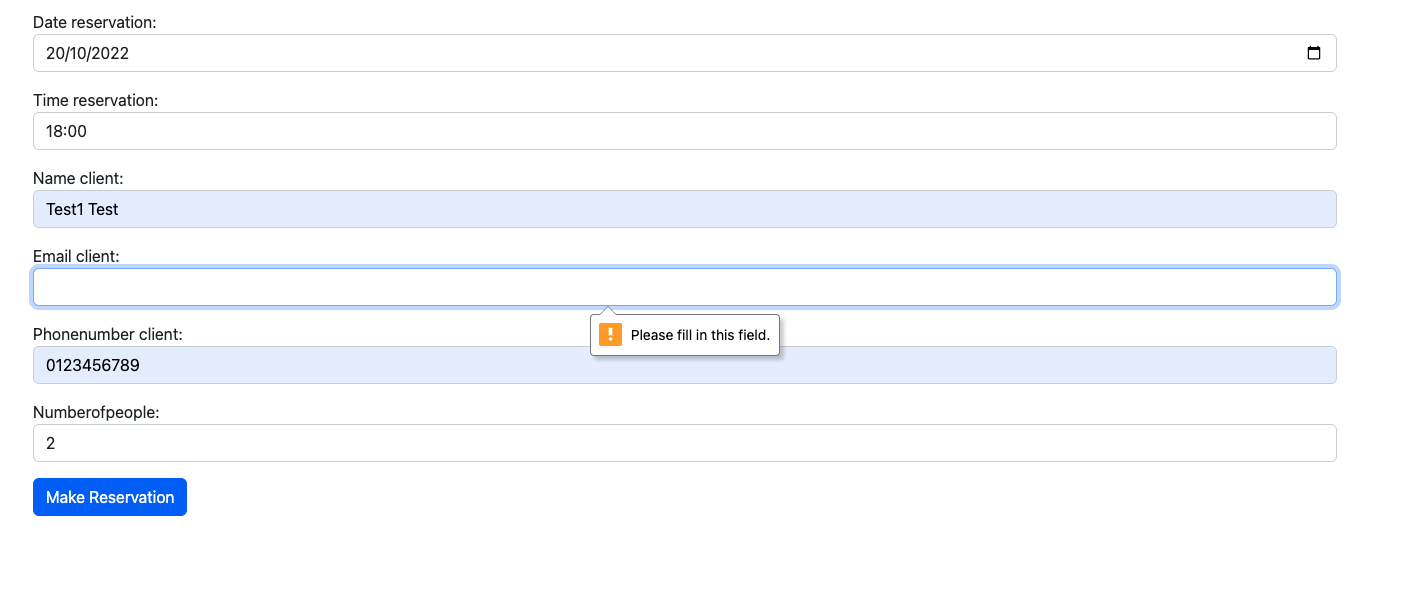 Date reservation:
20/10/2022
Time reservation:
18:00
Name client:
Test1 Test
Email client:
Please fill in this field.
Phonenumber client:
0123456789
Numberofpeople:
2
Make Reservation